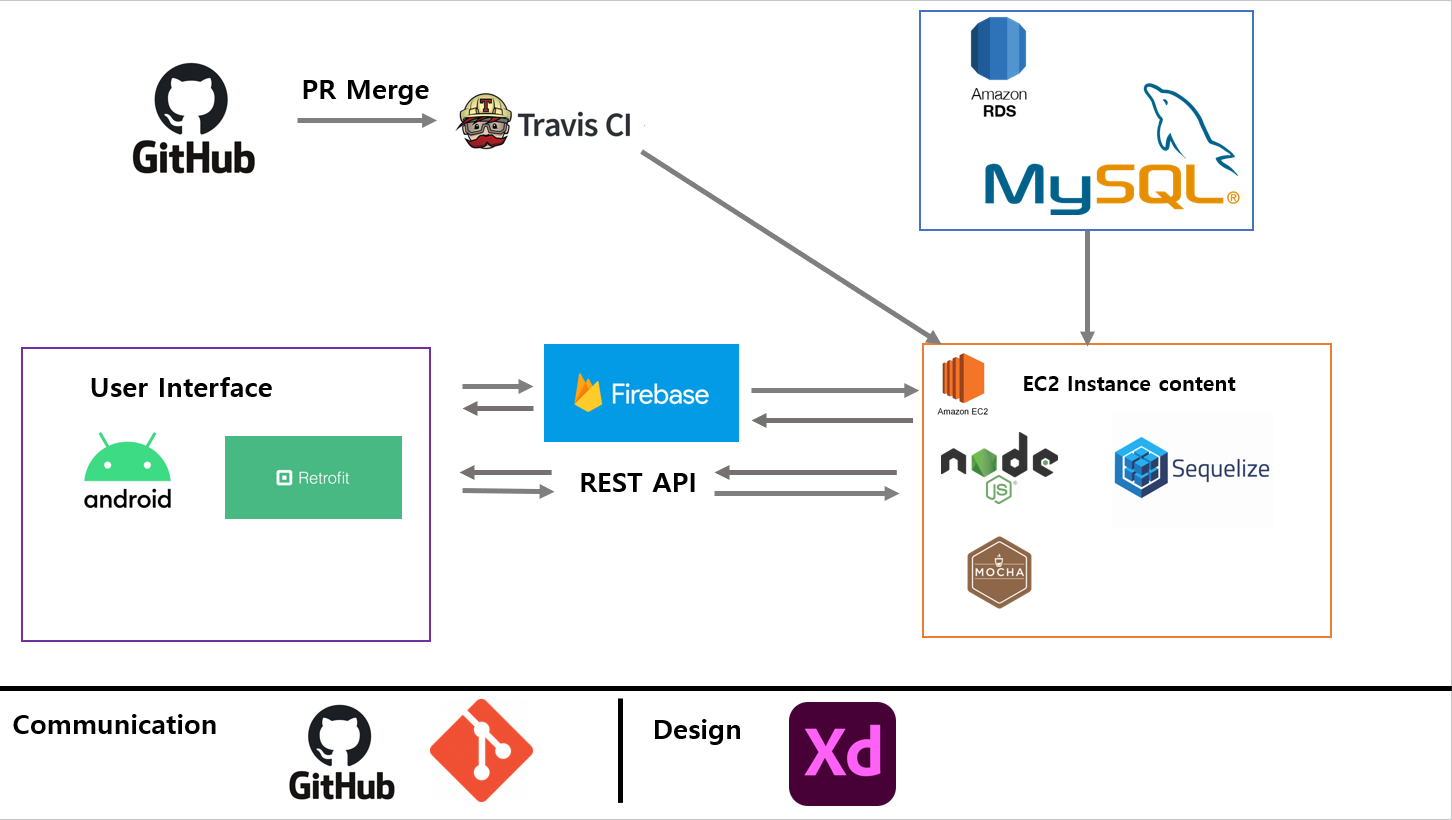 GitHub
PR Merge
T
Travis CI
Amazon
RDS
MySQL®
User Interface
android
Retrofit
Firebase
REST API
Amazon EC2
EC2 Instance content
node
JS®
Sequelize
MOCHA
Communication
GitHub
Design
Xd